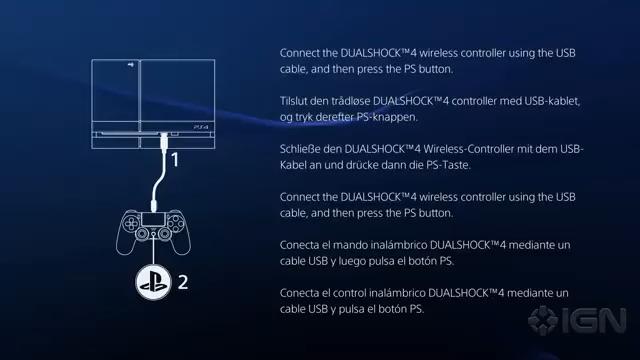 Connect the DUALSHOCK™4 wireless controller using the USB
cable, and then press the PS button.
Tilslut den trådløse DUALSHOCK™4 controller med USB-kablet,
og tryk derefter PS-knappen.
Schließe den DUALSHOCK™4 Wireless-Controller mit dem USB-
Kabel an und drücke dann die PS-Taste.
Connect the DUALSHOCK™4 wireless controller using the USB
cable, and then press the PS button.
Conecta el mando inalámbrico DUALSHOCK™4 mediante un
cable USB y luego pulsa el botón PS.
Conecta el control inalámbrico DUALSHOCK™4 mediante un
cable USB y pulsa el botón PS.
PS4
1
2
IGN